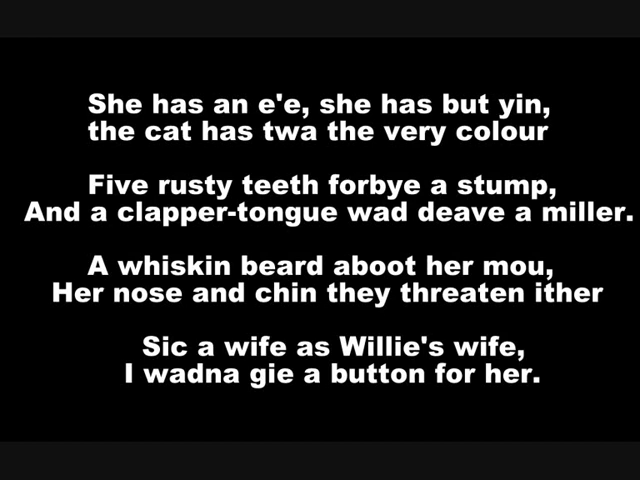 She has an e'e, she has but yin,
the cat has twa the very colour
Five rusty teeth forbye a stump,
And a clapper-tongue wad deave a miller.
A whiskin beard aboot her mou,
Her nose and chin they threaten ither
Sic a wife as Willie's wife,
I wadna gie a button for her.